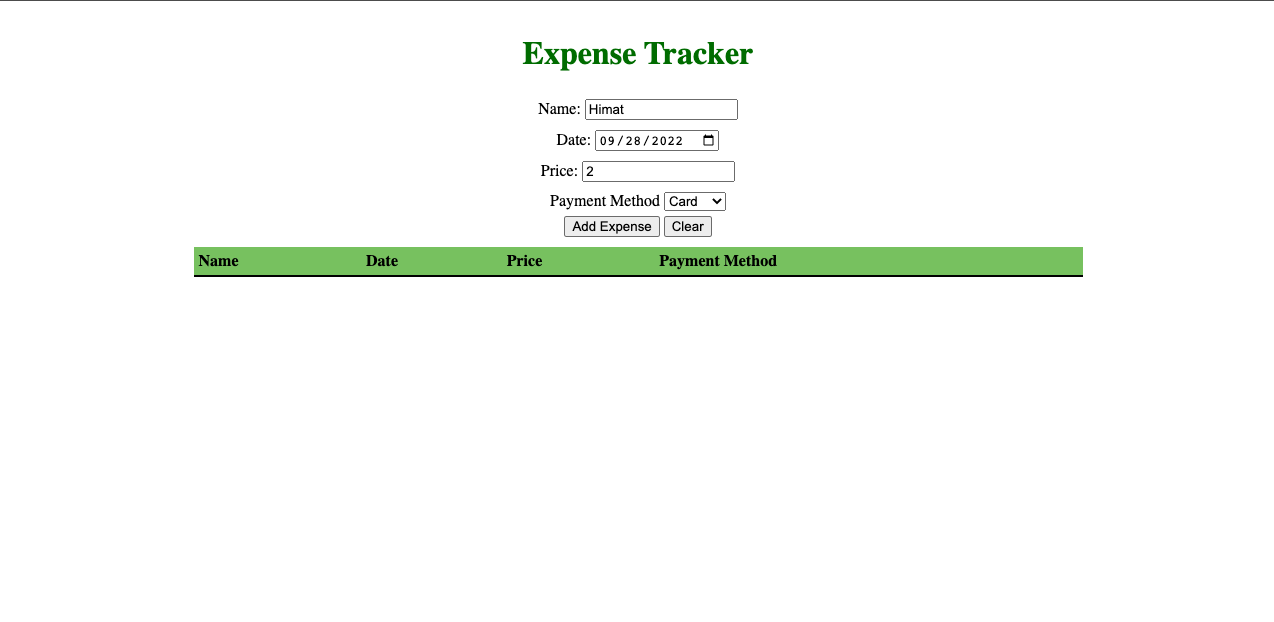 Expense Tracker
Name: Himat
Date: 09/28/2022
Price: 2
Payment Method Card
Add Expense Clear
Name Date Price Payment Method